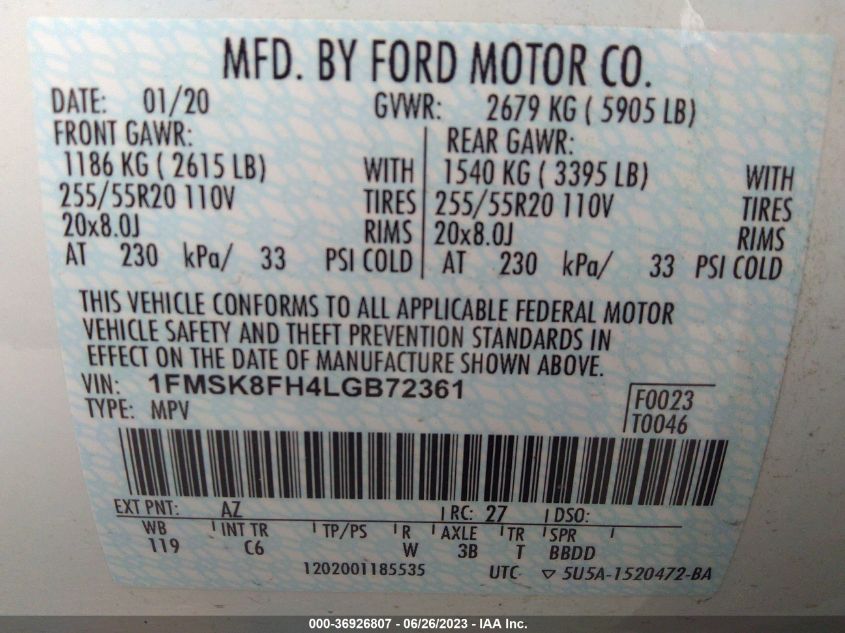 MFD. BY FORD MOTOR CO.
DATE: 01/20 GVWR: 2679 KG ( 5905 LB)
FRONT GAWR: REAR GAWR:
1186 KG ( 2615 LB) WITH 1540 KG ( 3395 LB) WITH
255/55R20 110V TIRES 255/55R20 110V TIRES
20x8.0J RIMS 20x8.0J RIMS
AT 230 kPa/ 33 PSI COLD AT 230 kPa/ 33 PSI COLD
THIS VEHICLE CONFORMS TO ALL APPLICABLE FEDERAL MOTOR
VEHICLE SAFETY AND THEFT PREVENTION STANDARDS IN
EFFECT ON THE DATE OF MANUFACTURE SHOWN ABOVE.
VIN: 1FMSK8FH4LGB72361
TYPE: MPV
F0023
T0046
EXT PNT: AZ RC: 27 DSO:
WB INT TR TP/PS R AXLE TR SPR
119 C6 W 3B T BBDD
1202001185535 UTC ▽ 5U5A-1520472-BA
000-36926807 - 06/26/2023 - IAA Inc.